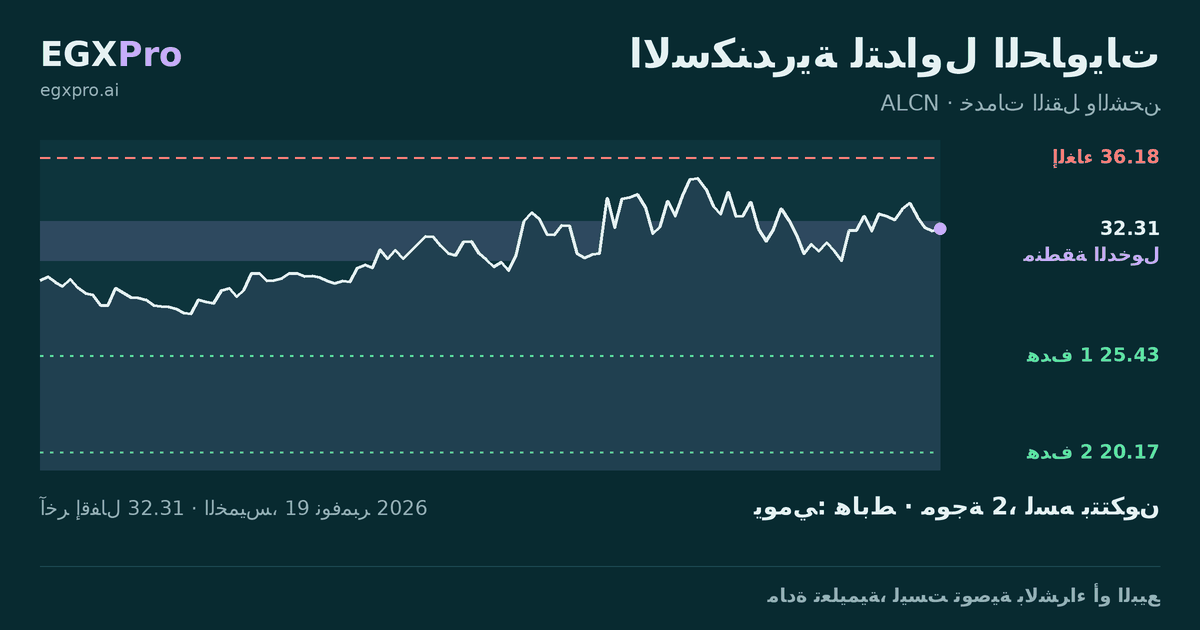 EGXPro
egxpro.ai
الاسكندرية لتداول الحاويات
ALCN · خدمات النقل والشحن
إلغاء 36.18
32.31
منطقة الدخول
هدف 1 25.43
هدف 2 20.17
يومي: هابط · موجة 2، لسه بتتكون
آخر إقفال 32.31 · الخميس، 19 نوفمبر 2026
مادة تعليمية، ليست توصية بالشراء أو البيع